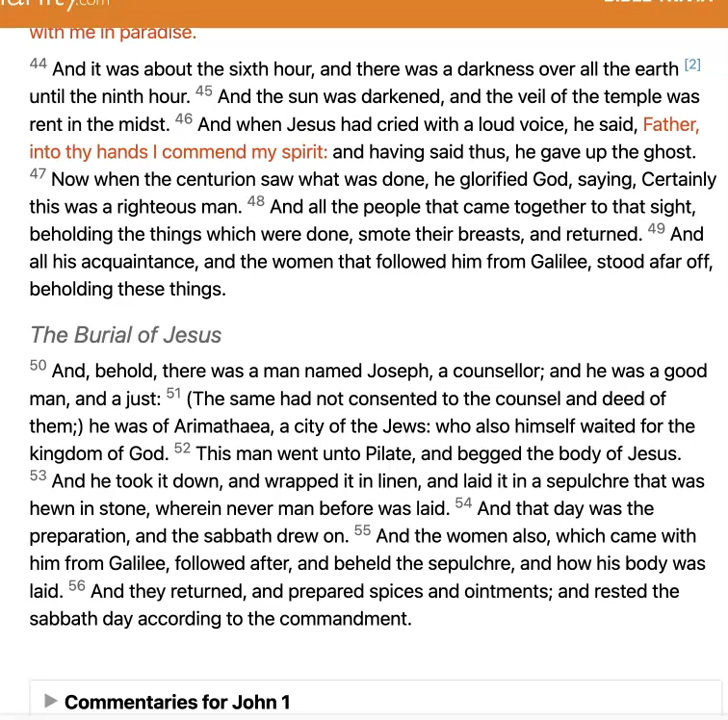 .com
with me in paradise.
44 And it was about the sixth hour, and there was a darkness over all the earth [2]
until the ninth hour. 45 And the sun was darkened, and the veil of the temple was
rent in the midst. 46 And when Jesus had cried with a loud voice, he said, Father,
into thy hands I commend my spirit: and having said thus, he gave up the ghost.
47 Now when the centurion saw what was done, he glorified God, saying, Certainly
this was a righteous man. 48 And all the people that came together to that sight,
beholding the things which were done, smote their breasts, and returned. 49 And
all his acquaintance, and the women that followed him from Galilee, stood afar off,
beholding these things.
The Burial of Jesus
50 And, behold, there was a man named Joseph, a counsellor; and he was a good
man, and a just: 51 (The same had not consented to the counsel and deed of
them;) he was of Arimathaea, a city of the Jews: who also himself waited for the
kingdom of God. 52 This man went unto Pilate, and begged the body of Jesus.
53 And he took it down, and wrapped it in linen, and laid it in a sepulchre that was
hewn in stone, wherein never man before was laid. 54 And that day was the
preparation, and the sabbath drew on. 55 And the women also, which came with
him from Galilee, followed after, and beheld the sepulchre, and how his body was
laid. 56 And they returned, and prepared spices and ointments; and rested the
sabbath day according to the commandment.
Commentaries for John 1